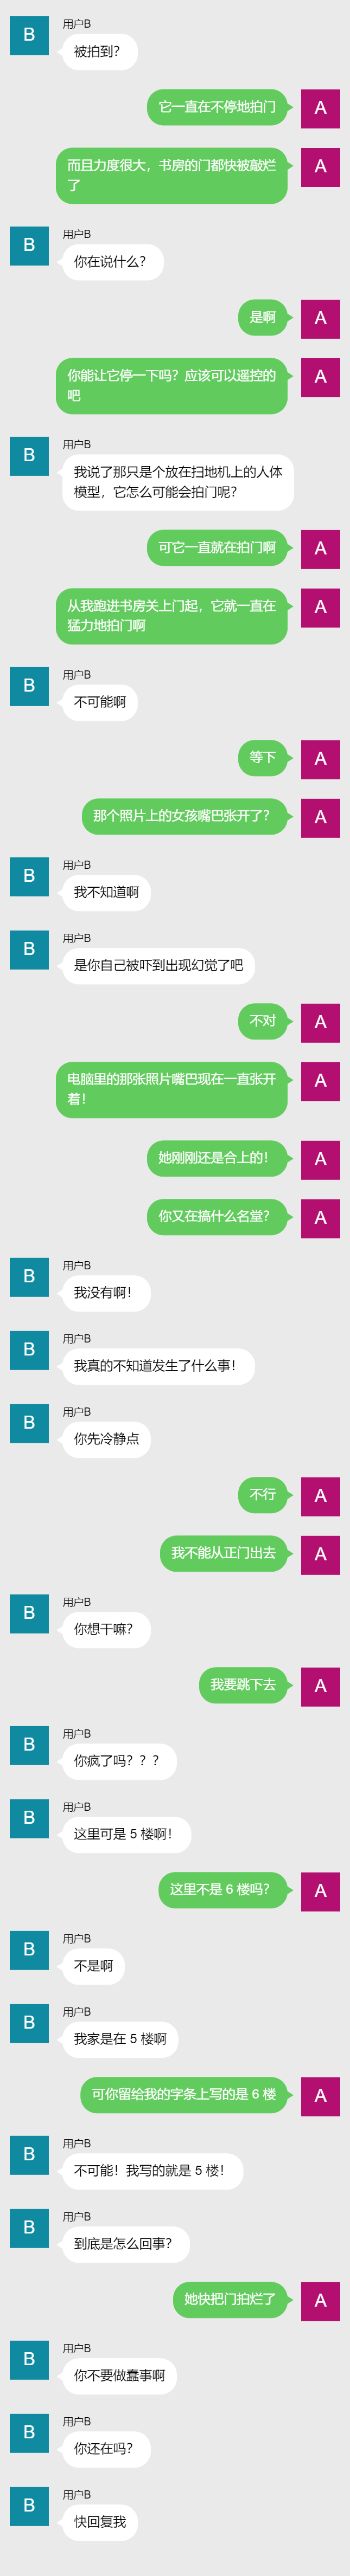 B
用户B
被拍到?
它一直在不停地拍门
A
而且力度很大，书房的门都快被敲烂
了
A
B
用户B
你在说什么?
是啊
A
你能让它停一下吗? 应该可以遥控的
吧
A
B
用户B
我说了那只是个放在扫地机上的人体
模型，它怎么可能会拍门呢?
可它一直就在拍门啊
A
从我跑进书房关上门起，它就一直在
猛力地拍门啊
A
B
用户B
不可能啊
等下
A
那个照片上的女孩嘴巴张开了?
A
B
用户B
我不知道啊
B
用户B
是你自己被吓到出现幻觉了吧
不对
A
电脑里的那张照片嘴巴现在一直张开
着!
A
她刚刚还是合上的!
A
你又在搞什么名堂?
A
B
用户B
我没有啊!
B
用户B
我真的不知道发生了什么事!
B
用户B
你先冷静点
不行
A
我不能从正门出去
A
B
用户B
你想干嘛?
我要跳下去
A
B
用户B
你疯了吗? ? ?
B
用户B
这里可是 5 楼啊!
这里不是 6 楼吗?
A
B
用户B
不是啊
B
用户B
我家是在 5 楼啊
可你留给我的字条上写的是 6 楼
A
B
用户B
不可能! 我写的就是 5 楼!
B
用户B
到底是怎么回事?
她快把门拍烂了
A
B
用户B
你不要做蠢事啊
B
用户B
你还在吗?
B
用户B
快回复我